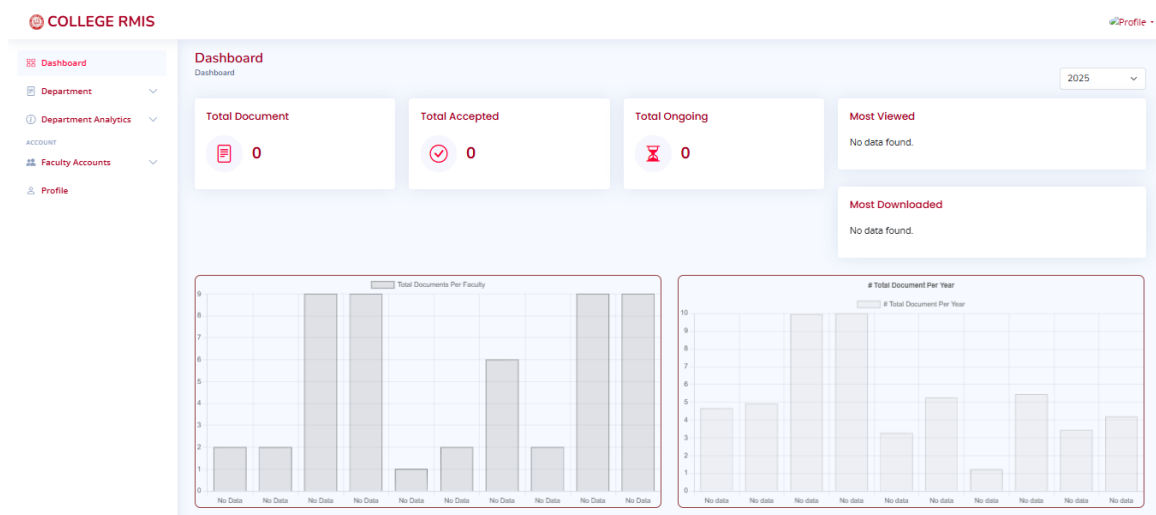 COLLEGE RMIS
Profile
Dashboard
Department
Department Analytics
ACCOUNT
Faculty Accounts
Profile
Dashboard
Dashboard
2025
Total Document
0
Total Accepted
0
Total Ongoing
0
Most Viewed
No data found.
Most Downloaded
No data found.
Total Documents Per Faculty
9
8
7
6
5
4
3
2
1
0
No Data No Data No Data No Data No Data No Data No Data No Data No Data No Data
# Total Document Per Year
# Total Document Per Year
10
9
8
7
6
5
4
3
2
1
0
No data No data No data No data No data No data No data No data No data No data